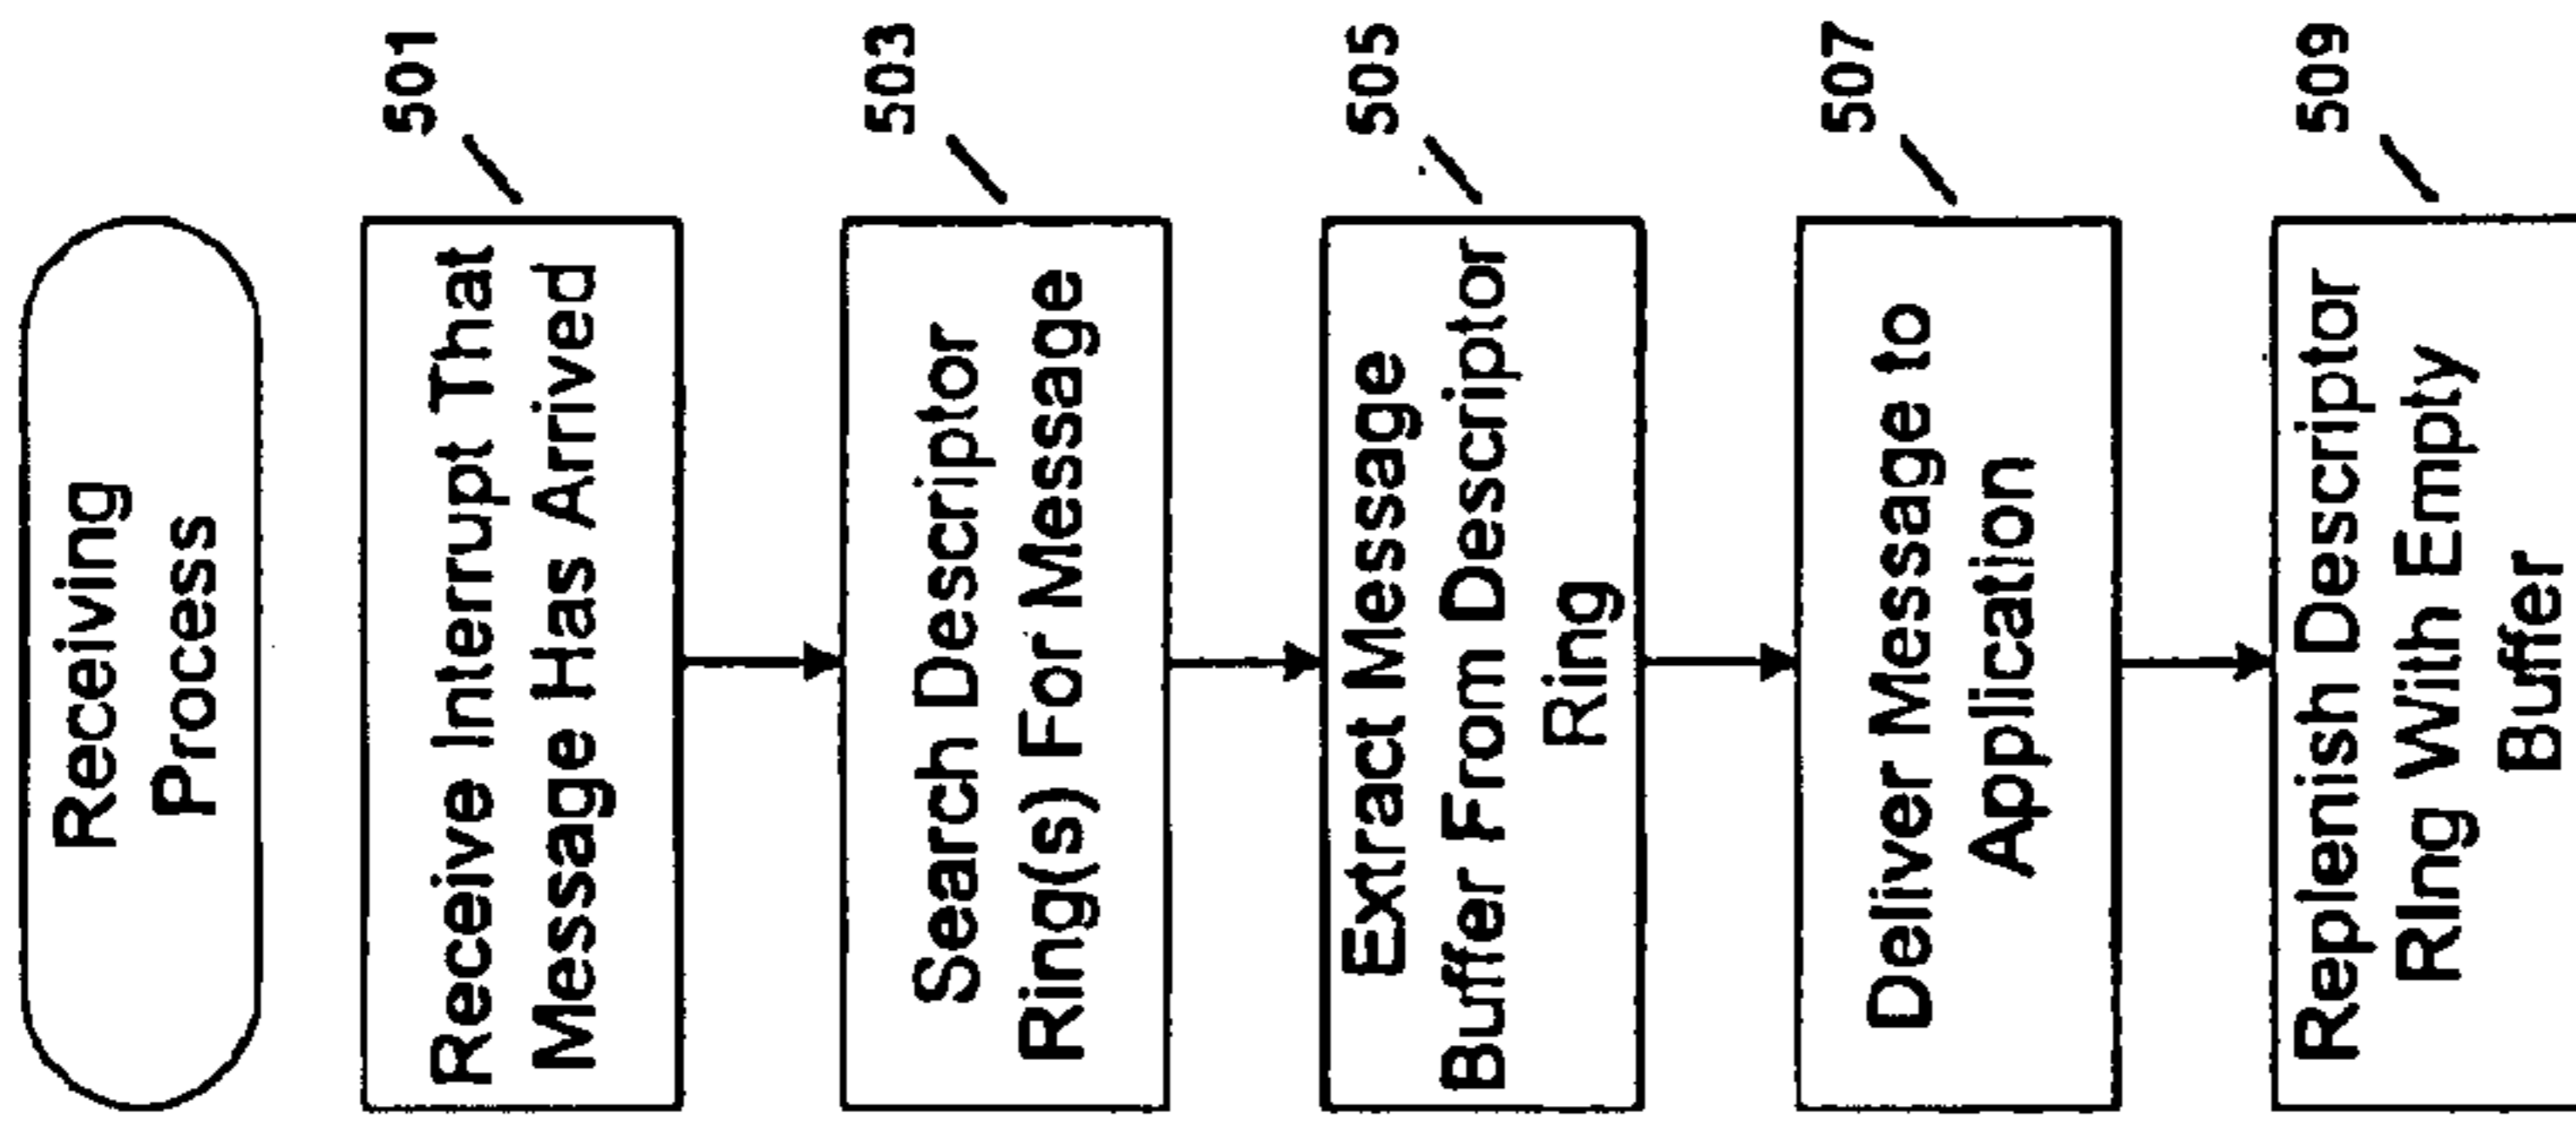 Receiving
Process
501
Receive Interrupt That
Message Has Arrived
503
Search Descriptor
Ring(s) For Message
505
Extract Message
Buffer From Descriptor
Ring
507
Deliver Message to
Application
509
Replenish Descriptor
RIng With Empty
Buffer